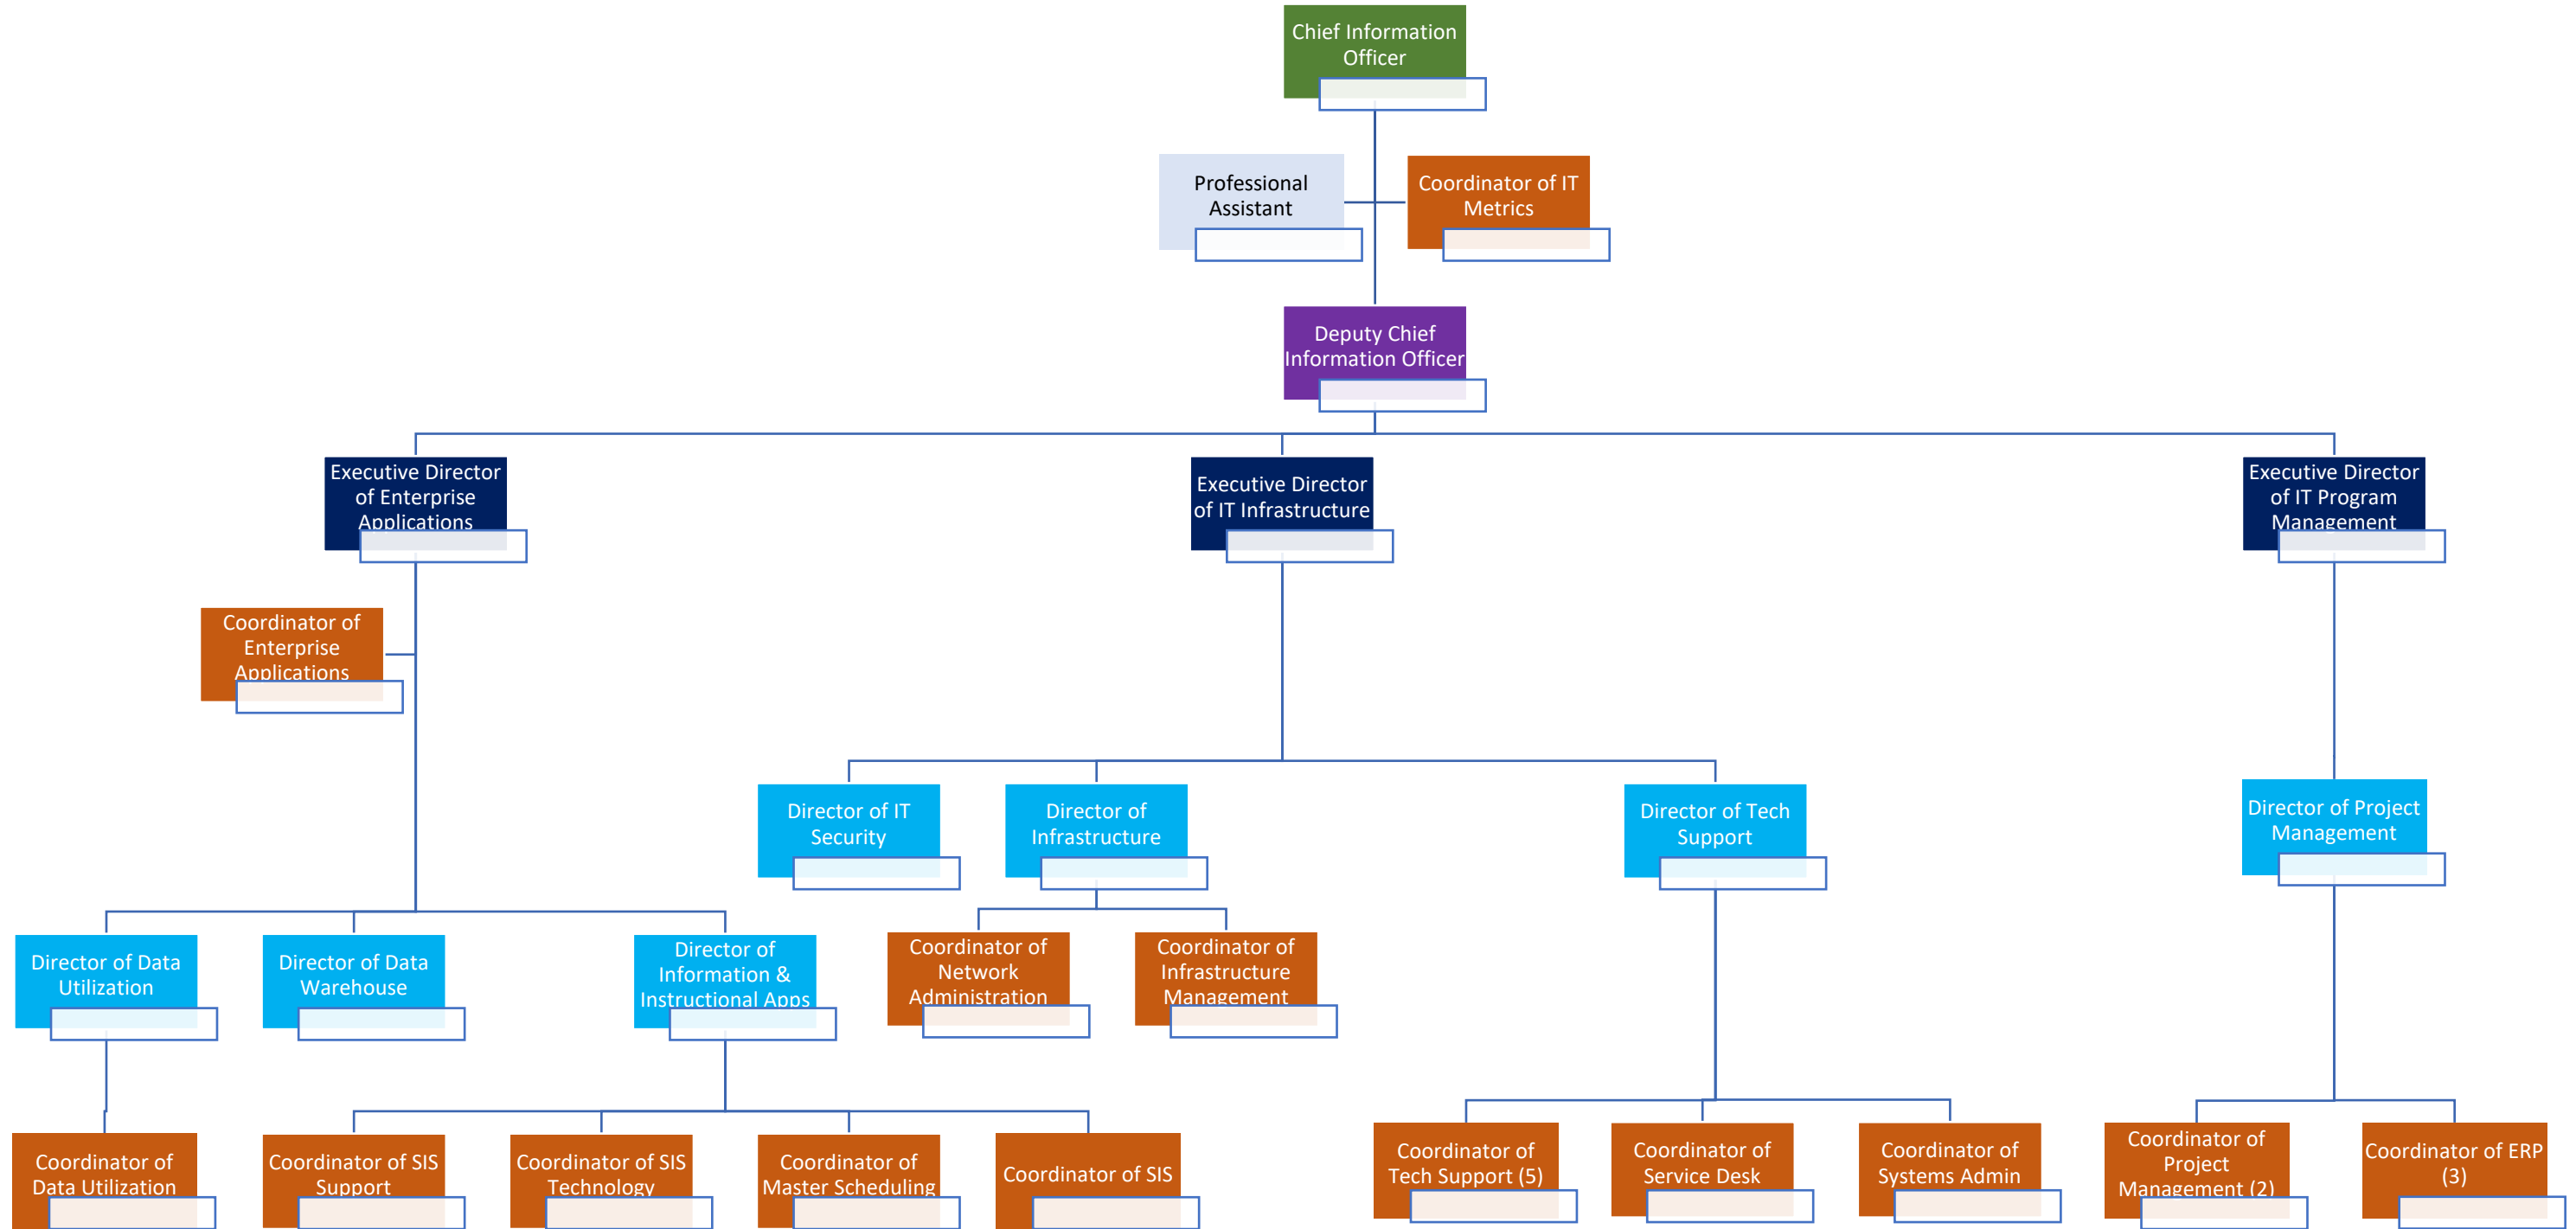 Chief Information
Officer
Professional
Assistant
Coordinator of IT
Metrics
Deputy Chief
Information Officer
Executive Director
of Enterprise
Applications
Executive Director
of IT Infrastructure
Executive Director
of IT Program
Management
Coordinator of
Enterprise
Applications
Director of IT
Security
Director of
Infrastructure
Director of Tech
Support
Director of Project
Management
Director of Data
Utilization
Director of Data
Warehouse
Director of
Information &
Instructional Apps
Coordinator of
Network
Administration
Coordinator of
Infrastructure
Management
Coordinator of
Data Utilization
Coordinator of SIS
Support
Coordinator of SIS
Technology
Coordinator of
Master Scheduling
Coordinator of SIS
Coordinator of
Tech Support (5)
Coordinator of
Service Desk
Coordinator of
Systems Admin
Coordinator of
Project
Management (2)
Coordinator of ERP
(3)